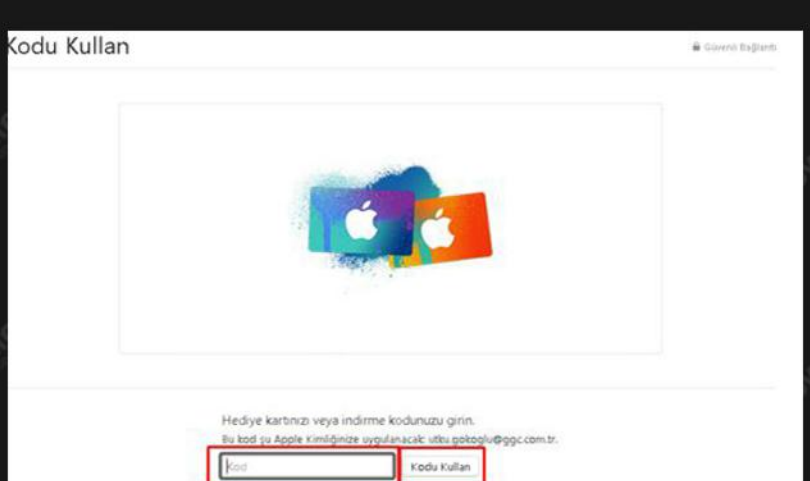 Kodu Kullan
Güvenli Bağlantı
Hediye kartınızı veya indirme kodunuzu girin.
Bu kod şu Apple Kimliğinize uygulanacak: utku.gokoglu@ggc.com.tr.
Kod
Kodu Kullan